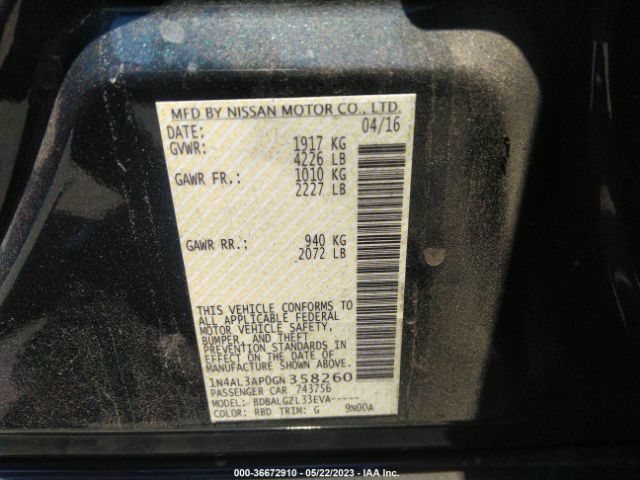 MFD BY NISSAN MOTOR CO., LTD.
DATE: 04/16
GVWR: 1917 KG
4226 LB
GAWR FR.: 1010 KG
2227 LB
GAWR RR.: 940 KG
2072 LB
THIS VEHICLE CONFORMS TO
ALL APPLICABLE FEDERAL
MOTOR VEHICLE SAFETY,
BUMPER, AND THEFT
PREVENTION STANDARDS IN
EFFECT ON THE DATE OF
MANUFACTURE SHOWN ABOVE.
1N4AL3AP0GN358260
PASSENGER CAR 743756
MODEL: BDBALGZL33EVA-----
COLOR: RBD TRIM: G 9N00A
000-36672910 - 05/22/2023 - IAA Inc.